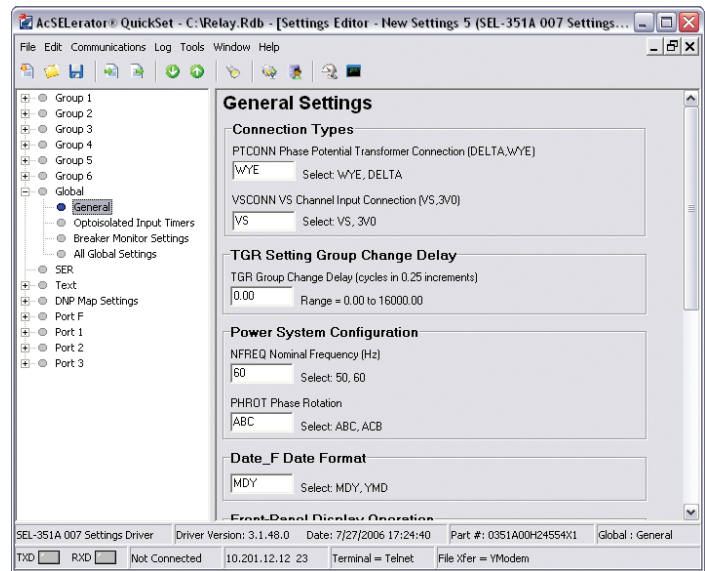 AcSELerator® QuickSet - C:\Relay.Rdb - [Settings Editor - New Settings 5 (SEL-351A 007 Settings...
File Edit Communications Log Tools Window Help
Group 1
Group 2
Group 3
Group 4
Group 5
Group 6
Global
General
Optoisolated Input Timers
Breaker Monitor Settings
All Global Settings
SER
Text
DNP Map Settings
Port F
Port 1
Port 2
Port 3
General Settings
Connection Types
PTCONN Phase Potential Transformer Connection (DELTA,WYE)
WYE Select: WYE, DELTA
VSCONN VS Channel Input Connection (VS,3V0)
VS Select: VS, 3V0
TGR Setting Group Change Delay
TGR Group Change Delay (cycles in 0.25 increments)
0.00 Range = 0.00 to 16000.00
Power System Configuration
NFREQ Nominal Frequency (Hz)
60 Select: 50, 60
PHROT Phase Rotation
ABC Select: ABC, ACB
Date_F Date Format
MDY Select: MDY, YMD
Front-Panel Display Operation
SEL-351A 007 Settings Driver Driver Version: 3.1.48.0 Date: 7/27/2006 17:24:40 Part #: 0351A00H24554X1 Global : General
TXD RXD Not Connected 10.201.12.12 23 Terminal = Telnet File Xfer = YModem